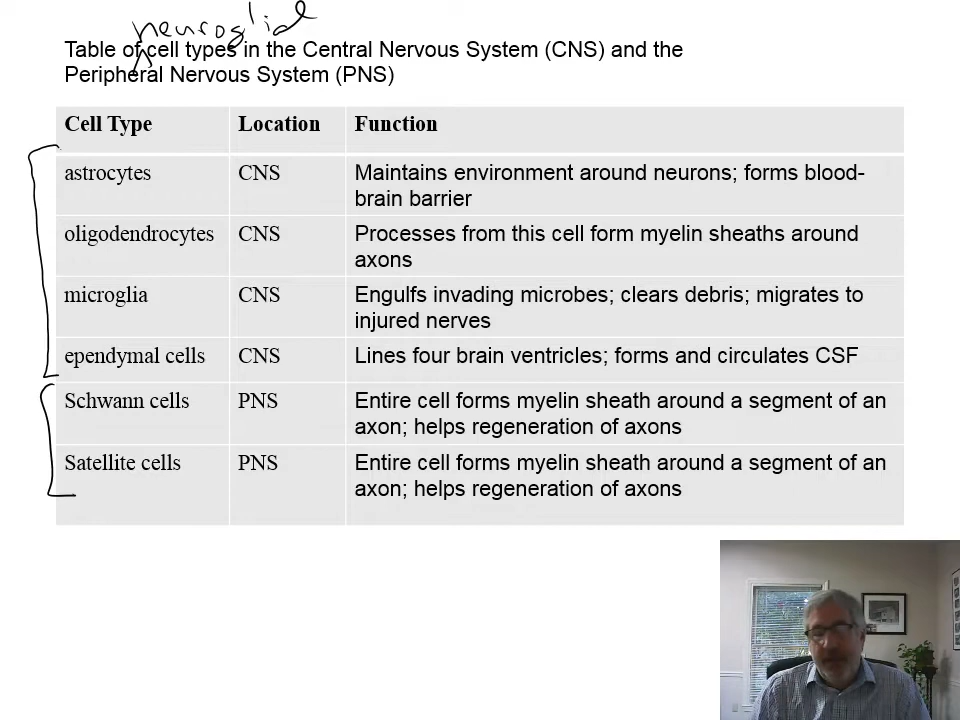 neuroglial
Table of cell types in the Central Nervous System (CNS) and the
Peripheral Nervous System (PNS)
Cell Type Location Function
astrocytes CNS Maintains environment around neurons; forms blood-
brain barrier
oligodendrocytes CNS Processes from this cell form myelin sheaths around
axons
microglia CNS Engulfs invading microbes; clears debris; migrates to
injured nerves
ependymal cells CNS Lines four brain ventricles; forms and circulates CSF
Schwann cells PNS Entire cell forms myelin sheath around a segment of an
axon; helps regeneration of axons
Satellite cells PNS Entire cell forms myelin sheath around a segment of an
axon; helps regeneration of axons